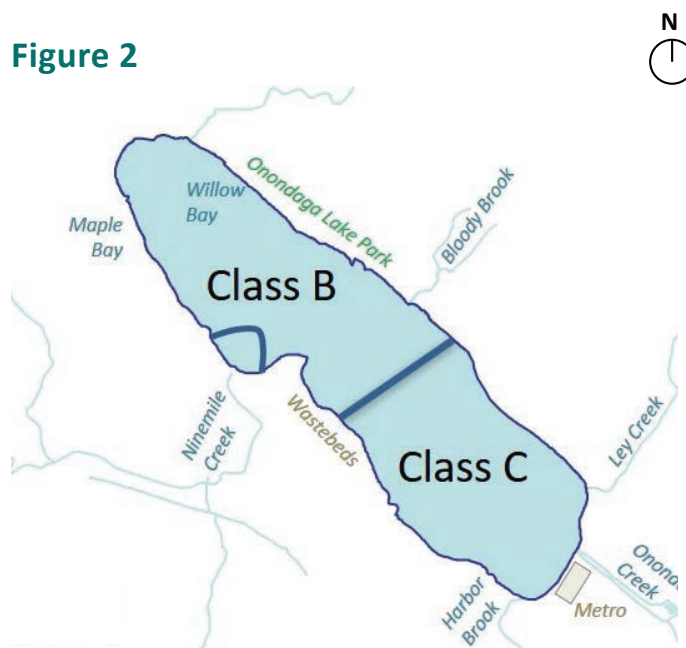 Figure 2
N
Willow
Bay
Onondaga Lake Park
Bloody Brook
Maple
Bay
Class B
Ninemile
Creek
Wastebeds
Class C
Ley Creek
Harbor
Brook
Metro
Ononda
Creek